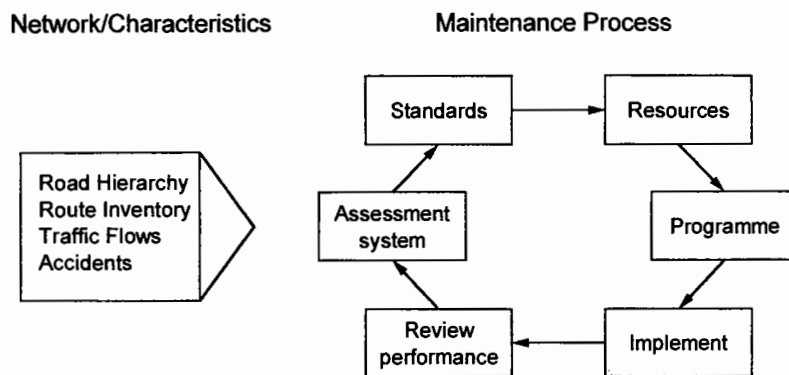 Network/Characteristics
Maintenance Process
Road Hierarchy
Route Inventory
Traffic Flows
Accidents
Standards
Resources
Programme
Implement
Review
performance
Assessment
system